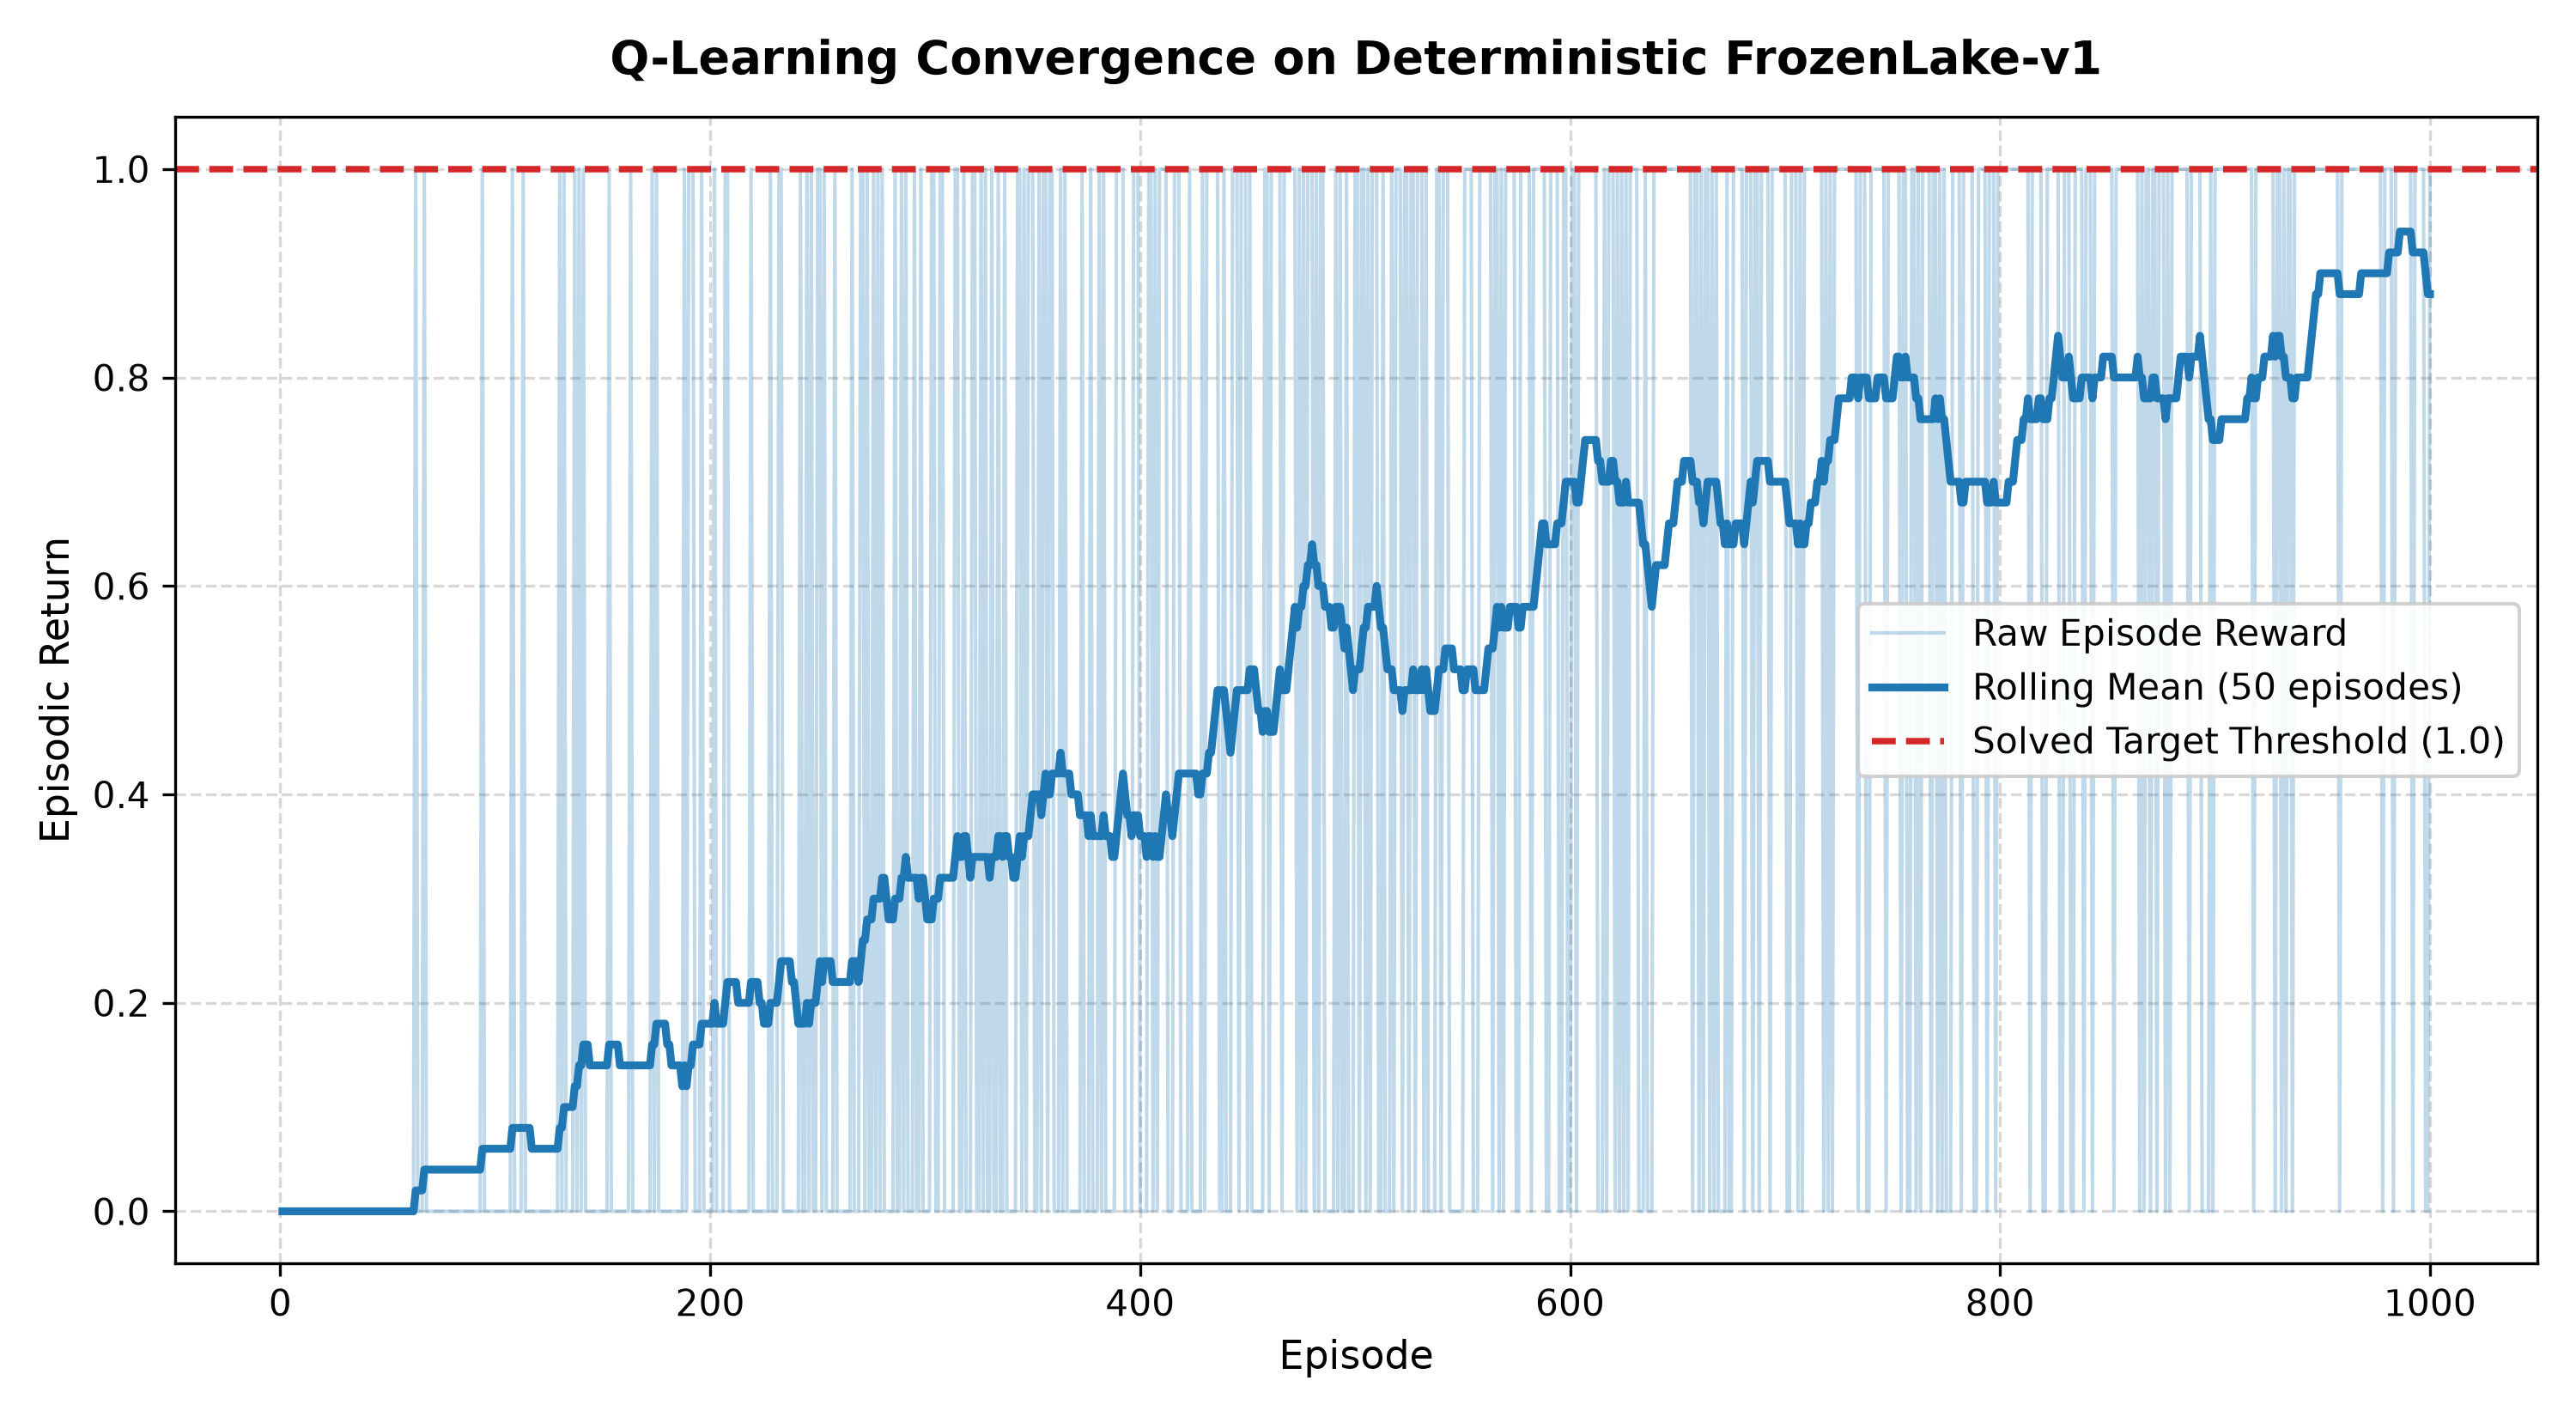 Q-Learning Convergence on Deterministic FrozenLake-v1
Episodic Return
1.0
0.8
0.6
0.4
0.2
0.0
Raw Episode Reward
Rolling Mean (50 episodes)
Solved Target Threshold (1.0)
0 200 400 600 800 1000
Episode